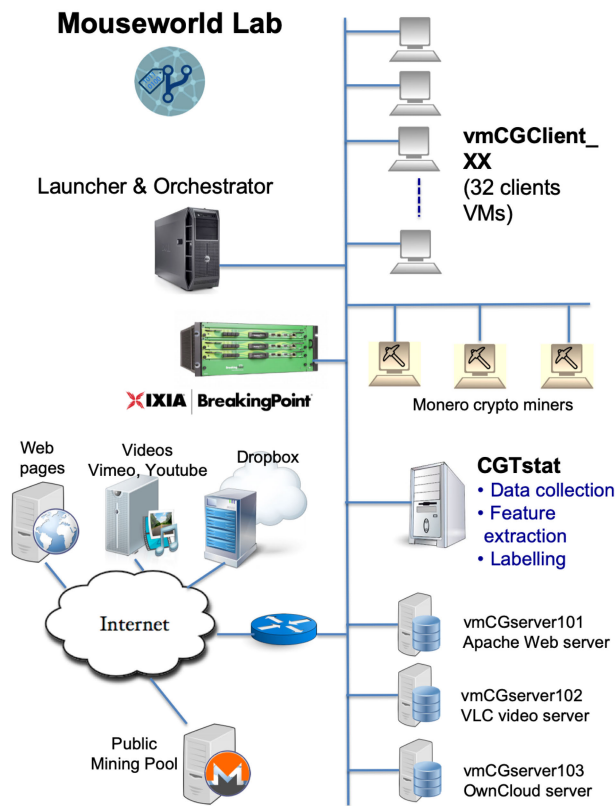 Mouseworld Lab
vmCGClient_
XX
(32 clients
VMs)
Launcher & Orchestrator
IXIA BreakingPoint
Monero crypto miners
Web
pages
Videos
Vimeo, Youtube
Dropbox
CGTstat
• Data collection
• Feature
extraction
• Labelling
Internet
vmCGserver101
Apache Web server
vmCGserver102
VLC video server
Public
Mining Pool
vmCGserver103
OwnCloud server